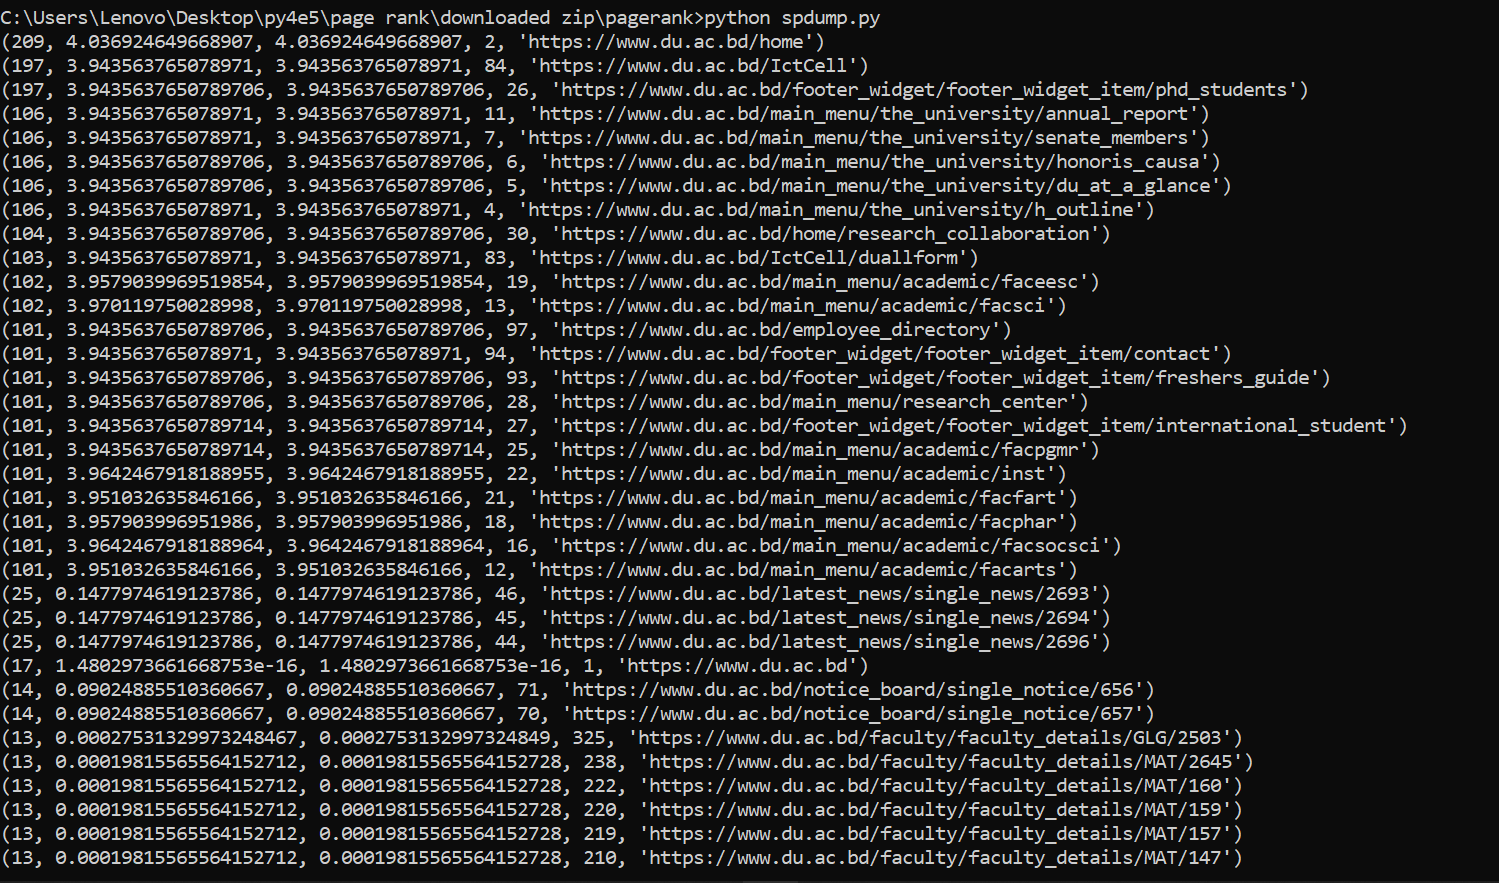 C:\Users\Lenovo\Desktop\py4e5\page rank\downloaded zip\pagerank>python spdump.py
(209, 4.036924649668907, 4.036924649668907, 2, 'https://www.du.ac.bd/home')
(197, 3.943563765078971, 3.943563765078971, 84, 'https://www.du.ac.bd/IctCell')
(197, 3.9435637650789706, 3.9435637650789706, 26, 'https://www.du.ac.bd/footer_widget/footer_widget_item/phd_students')
(106, 3.943563765078971, 3.943563765078971, 11, 'https://www.du.ac.bd/main_menu/the_university/annual_report')
(106, 3.943563765078971, 3.943563765078971, 7, 'https://www.du.ac.bd/main_menu/the_university/senate_members')
(106, 3.9435637650789706, 3.9435637650789706, 6, 'https://www.du.ac.bd/main_menu/the_university/honoris_causa')
(106, 3.9435637650789706, 3.9435637650789706, 5, 'https://www.du.ac.bd/main_menu/the_university/du_at_a_glance')
(106, 3.943563765078971, 3.943563765078971, 4, 'https://www.du.ac.bd/main_menu/the_university/h_outline')
(104, 3.9435637650789706, 3.9435637650789706, 30, 'https://www.du.ac.bd/home/research_collaboration')
(103, 3.943563765078971, 3.943563765078971, 83, 'https://www.du.ac.bd/IctCell/duallform')
(102, 3.9579039969519854, 3.9579039969519854, 19, 'https://www.du.ac.bd/main_menu/academic/faceesc')
(102, 3.970119750028998, 3.970119750028998, 13, 'https://www.du.ac.bd/main_menu/academic/facsci')
(101, 3.9435637650789706, 3.9435637650789706, 97, 'https://www.du.ac.bd/employee_directory')
(101, 3.943563765078971, 3.943563765078971, 94, 'https://www.du.ac.bd/footer_widget/footer_widget_item/contact')
(101, 3.9435637650789706, 3.9435637650789706, 93, 'https://www.du.ac.bd/footer_widget/footer_widget_item/freshers_guide')
(101, 3.9435637650789706, 3.9435637650789706, 28, 'https://www.du.ac.bd/main_menu/research_center')
(101, 3.9435637650789714, 3.9435637650789714, 27, 'https://www.du.ac.bd/footer_widget/footer_widget_item/international_student')
(101, 3.9435637650789714, 3.9435637650789714, 25, 'https://www.du.ac.bd/main_menu/academic/facpgmr')
(101, 3.9642467918188955, 3.9642467918188955, 22, 'https://www.du.ac.bd/main_menu/academic/inst')
(101, 3.951032635846166, 3.951032635846166, 21, 'https://www.du.ac.bd/main_menu/academic/facfart')
(101, 3.957903996951986, 3.957903996951986, 18, 'https://www.du.ac.bd/main_menu/academic/facphar')
(101, 3.9642467918188964, 3.9642467918188964, 16, 'https://www.du.ac.bd/main_menu/academic/facsocsci')
(101, 3.951032635846166, 3.951032635846166, 12, 'https://www.du.ac.bd/main_menu/academic/facarts')
(25, 0.1477974619123786, 0.1477974619123786, 46, 'https://www.du.ac.bd/latest_news/single_news/2693')
(25, 0.1477974619123786, 0.1477974619123786, 45, 'https://www.du.ac.bd/latest_news/single_news/2694')
(25, 0.1477974619123786, 0.1477974619123786, 44, 'https://www.du.ac.bd/latest_news/single_news/2696')
(17, 1.4802973661668753e-16, 1.4802973661668753e-16, 1, 'https://www.du.ac.bd')
(14, 0.09024885510360667, 0.09024885510360667, 71, 'https://www.du.ac.bd/notice_board/single_notice/656')
(14, 0.09024885510360667, 0.09024885510360667, 70, 'https://www.du.ac.bd/notice_board/single_notice/657')
(13, 0.00027531329973248467, 0.0002753132997324849, 325, 'https://www.du.ac.bd/faculty/faculty_details/GLG/2503')
(13, 0.00019815565564152712, 0.00019815565564152728, 238, 'https://www.du.ac.bd/faculty/faculty_details/MAT/2645')
(13, 0.00019815565564152712, 0.00019815565564152728, 222, 'https://www.du.ac.bd/faculty/faculty_details/MAT/160')
(13, 0.00019815565564152712, 0.00019815565564152728, 220, 'https://www.du.ac.bd/faculty/faculty_details/MAT/159')
(13, 0.00019815565564152712, 0.00019815565564152728, 219, 'https://www.du.ac.bd/faculty/faculty_details/MAT/157')
(13, 0.00019815565564152712, 0.00019815565564152728, 210, 'https://www.du.ac.bd/faculty/faculty_details/MAT/147')